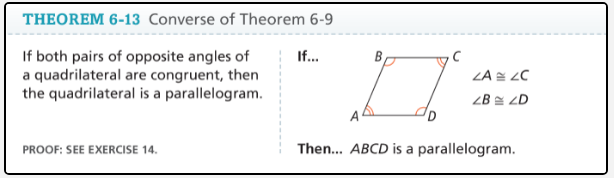 THEOREM 6-13 Converse of Theorem 6-9
If both pairs of opposite angles of
a quadrilateral are congruent, then
the quadrilateral is a parallelogram.
PROOF: SEE EXERCISE 14.
If...
B
C
A
D
∠A ≅ ∠C
∠B ≅ ∠D
Then... ABCD is a parallelogram.